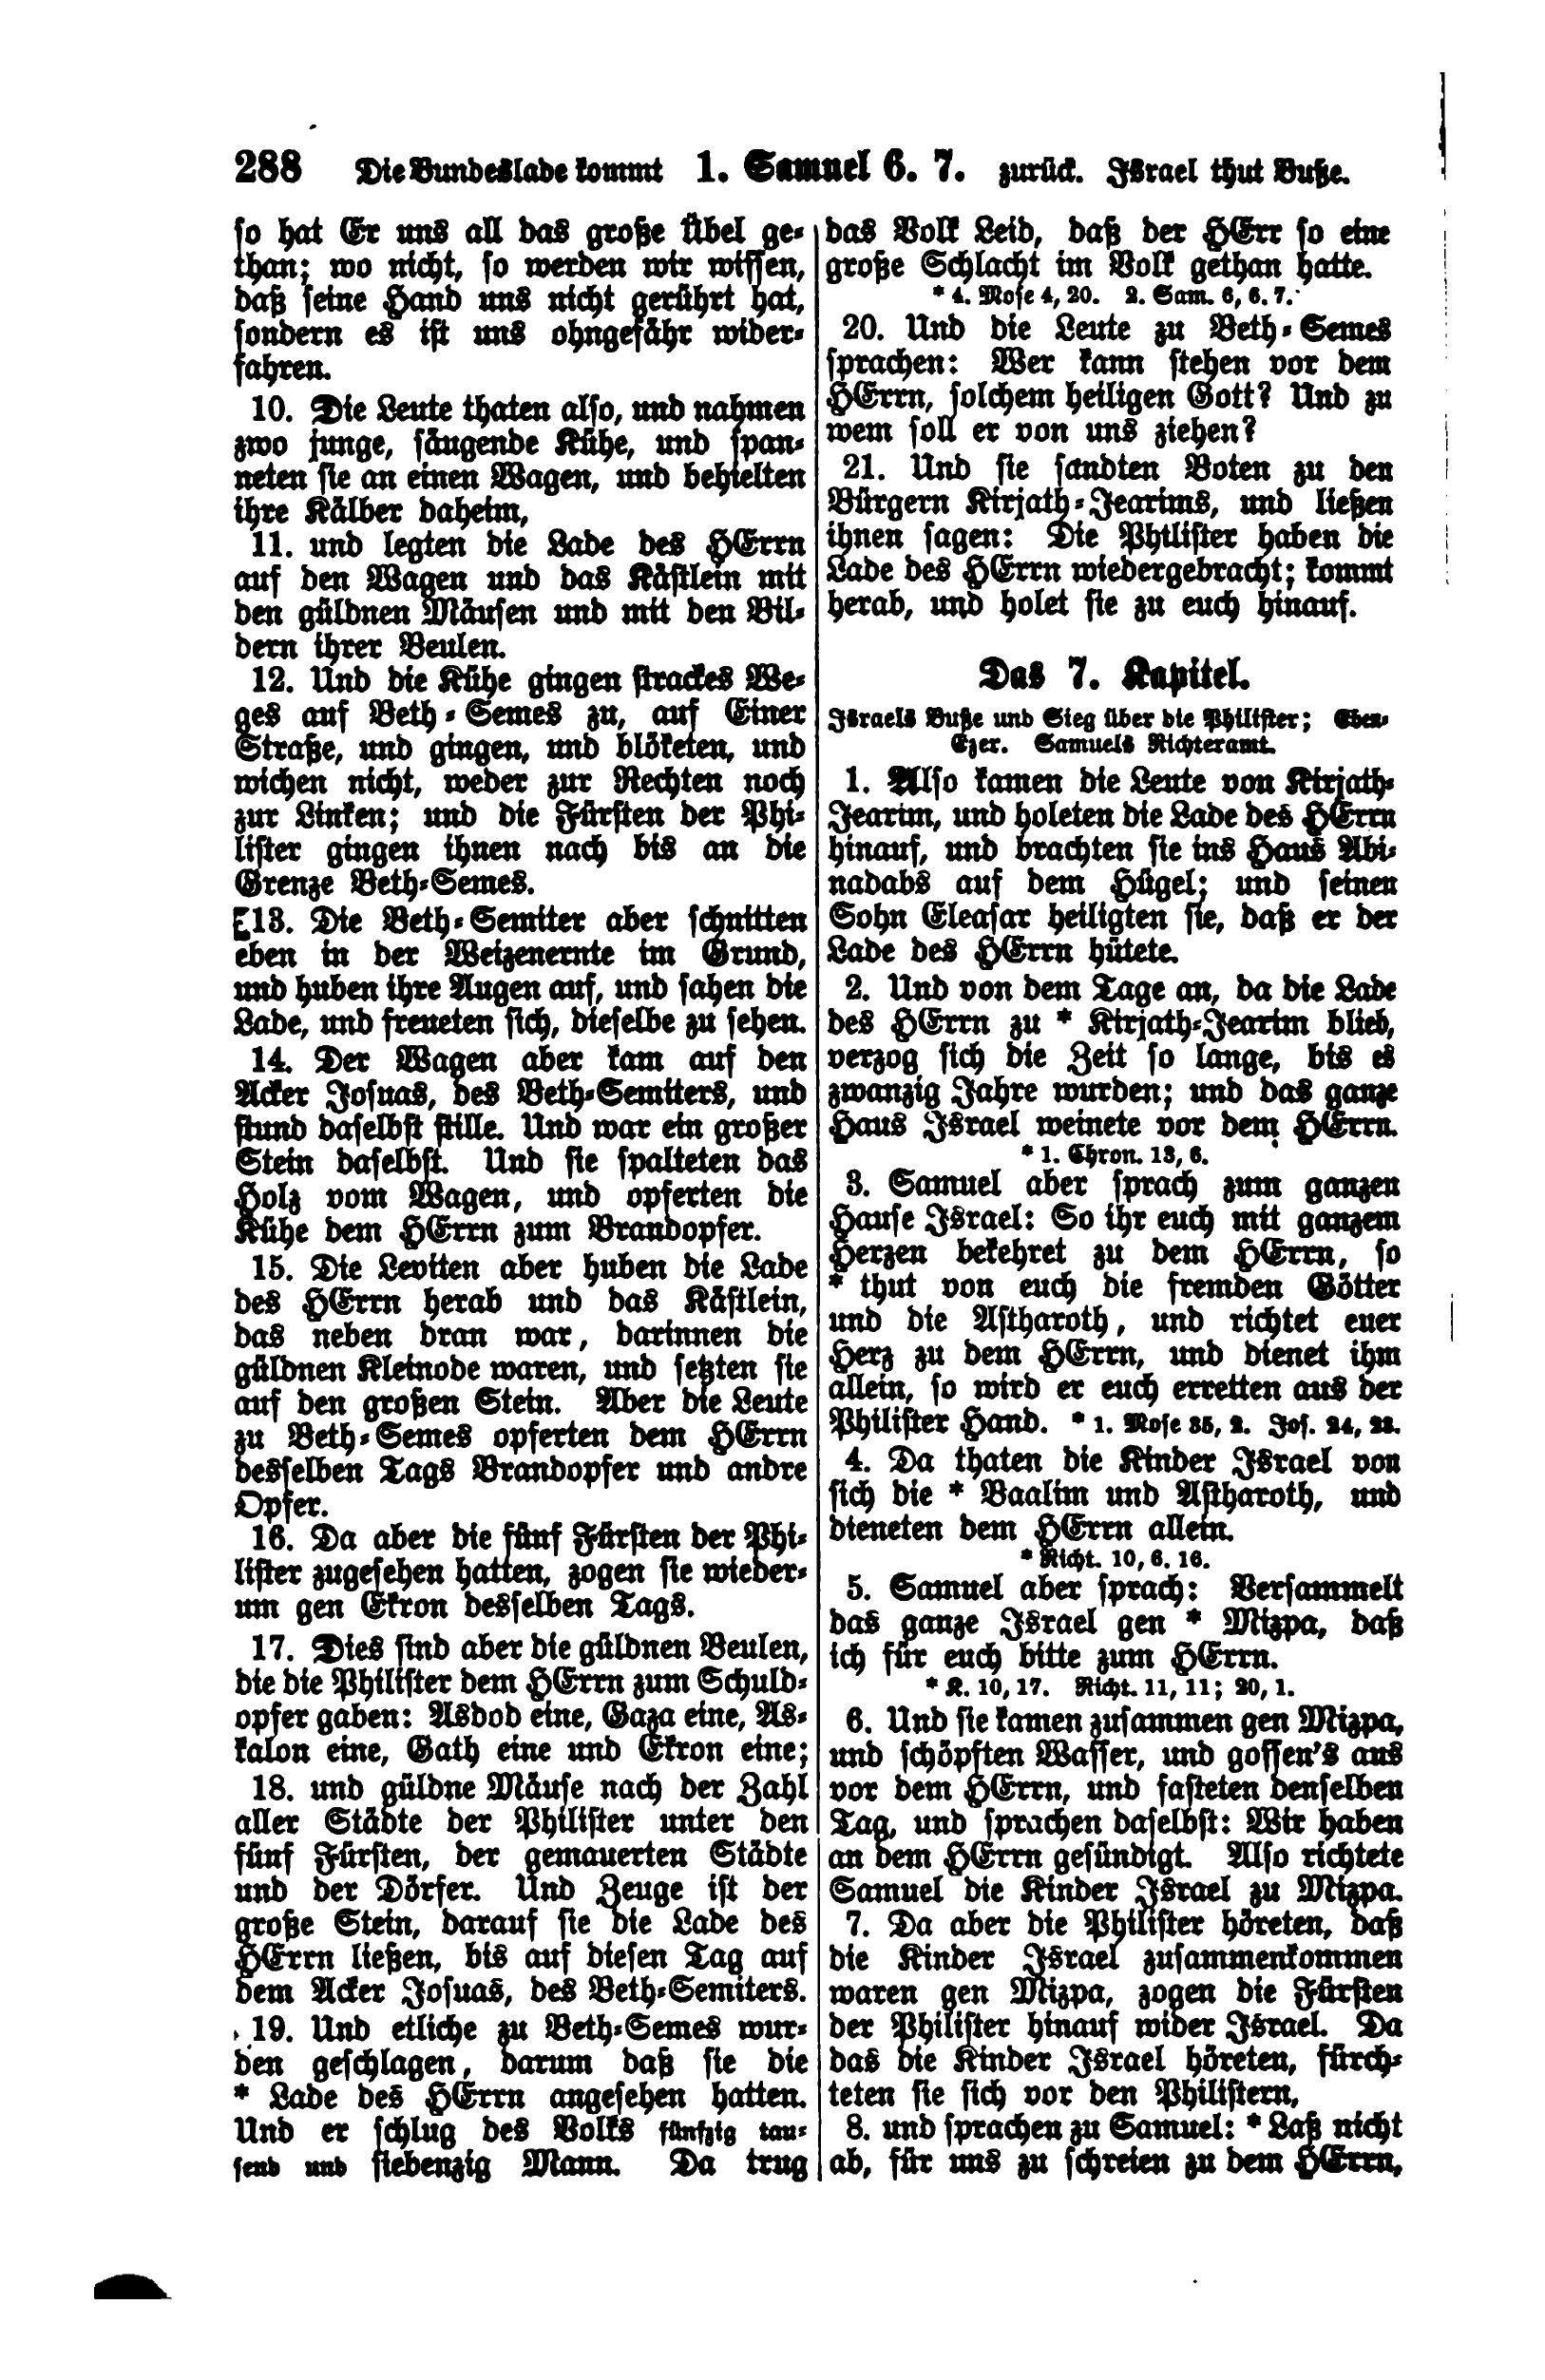 288 Die Bundeslade kommt 1. Samuel 6. 7. zurück. Israel thut Buße.
so hat Er uns all das große Übel ge-
than; wo nicht, so werden wir wissen,
daß seine Hand uns nicht gerührt hat,
sondern es ist uns ohngefähr wider-
fahren.
10. Die Leute thaten also, und nahmen
zwo junge, säugende Kühe, und span-
neten sie an einen Wagen, und behielten
ihre Kälber daheim,
11. und legten die Lade des HErrn
auf den Wagen und das Kästlein mit
den güldnen Mäusen und mit den Bil-
dern ihrer Beulen.
12. Und die Kühe gingen strackes We-
ges auf Beth-Semes zu, auf Einer
Straße, und gingen, und blöketen, und
wichen nicht, weder zur Rechten noch
zur Linken; und die Fürsten der Phi-
lister gingen ihnen nach bis an die
Grenze Beth-Semes.
[13. Die Beth-Semiter aber schnitten
eben in der Weizenernte im Grund,
und huben ihre Augen auf, und sahen die
Lade, und freueten sich, dieselbe zu sehen.
14. Der Wagen aber kam auf den
Acker Josuas, des Beth-Semiters, und
stund daselbst stille. Und war ein großer
Stein daselbst. Und sie spalteten das
Holz vom Wagen, und opferten die
Kühe dem HErrn zum Brandopfer.
15. Die Leviten aber huben die Lade
des HErrn herab und das Kästlein,
das neben dran war, darinnen die
güldnen Kleinode waren, und setzten sie
auf den großen Stein. Aber die Leute
zu Beth-Semes opferten dem HErrn
desselben Tags Brandopfer und andre
Opfer.
16. Da aber die fünf Fürsten der Phi-
lister zugesehen hatten, zogen sie wieder-
um gen Ekron desselben Tags.
17. Dies sind aber die güldnen Beulen,
die die Philister dem HErrn zum Schuld-
opfer gaben: Asdod eine, Gaza eine, As-
kalon eine, Gath eine und Ekron eine;
18. und güldne Mäuse nach der Zahl
aller Städte der Philister unter den
fünf Fürsten, der gemauerten Städte
und der Dörfer. Und Zeuge ist der
große Stein, darauf sie die Lade des
HErrn ließen, bis auf diesen Tag auf
dem Acker Josuas, des Beth-Semiters.
19. Und etliche zu Beth-Semes wur-
den geschlagen, darum daß sie die
* Lade des HErrn angesehen hatten.
Und er schlug des Volks fünfzig tau-
send und siebenzig Mann. Da trug
das Volk Leid, daß der HErr so eine
große Schlacht im Volk gethan hatte.
* 4. Mose 4, 20. 2. Sam. 6, 6. 7.
20. Und die Leute zu Beth-Semes
sprachen: Wer kann stehen vor dem
HErrn, solchem heiligen Gott? Und zu
wem soll er von uns ziehen?
21. Und sie sandten Boten zu den
Bürgern Kirjath-Jearims, und ließen
ihnen sagen: Die Philister haben die
Lade des HErrn wiedergebracht; kommt
herab, und holet sie zu euch hinauf.
Das 7. Kapitel.
Israels Buße und Sieg über die Philister; Eben-
Ezer. Samuels Richteramt.
1. Also kamen die Leute von Kirjath-
Jearim, und holeten die Lade des HErrn
hinauf, und brachten sie ins Haus Abi-
nadabs auf dem Hügel; und seinen
Sohn Eleasar heiligten sie, daß er der
Lade des HErrn hütete.
2. Und von dem Tage an, da die Lade
des HErrn zu * Kirjath-Jearim blieb,
verzog sich die Zeit so lange, bis es
zwanzig Jahre wurden; und das ganze
Haus Israel weinete vor dem HErrn.
* 1. Chron. 13, 6.
3. Samuel aber sprach zum ganzen
Hause Israel: So ihr euch mit ganzem
Herzen bekehret zu dem HErrn, so
* thut von euch die fremden Götter
und die Astharoth, und richtet euer
Herz zu dem HErrn, und dienet ihm
allein, so wird er euch erretten aus der
Philister Hand. * 1. Mose 35, 2. Jos. 24, 23.
4. Da thaten die Kinder Israel von
sich die * Baalim und Astharoth, und
dieneten dem HErrn allein.
* Richt. 10, 6. 16.
5. Samuel aber sprach: Versammelt
das ganze Israel gen * Mizpa, daß
ich für euch bitte zum HErrn.
* K. 10, 17. Richt. 11, 11; 20, 1.
6. Und sie kamen zusammen gen Mizpa,
und schöpften Wasser, und gossen's aus
vor dem HErrn, und fasteten denselben
Tag, und sprachen daselbst: Wir haben
an dem HErrn gesündigt. Also richtete
Samuel die Kinder Israel zu Mizpa.
7. Da aber die Philister höreten, daß
die Kinder Israel zusammenkommen
waren gen Mizpa, zogen die Fürsten
der Philister hinauf wider Israel. Da
das die Kinder Israel höreten, fürch-
teten sie sich vor den Philistern,
8. und sprachen zu Samuel: * Laß nicht
ab, für uns zu schreien zu dem HErrn,